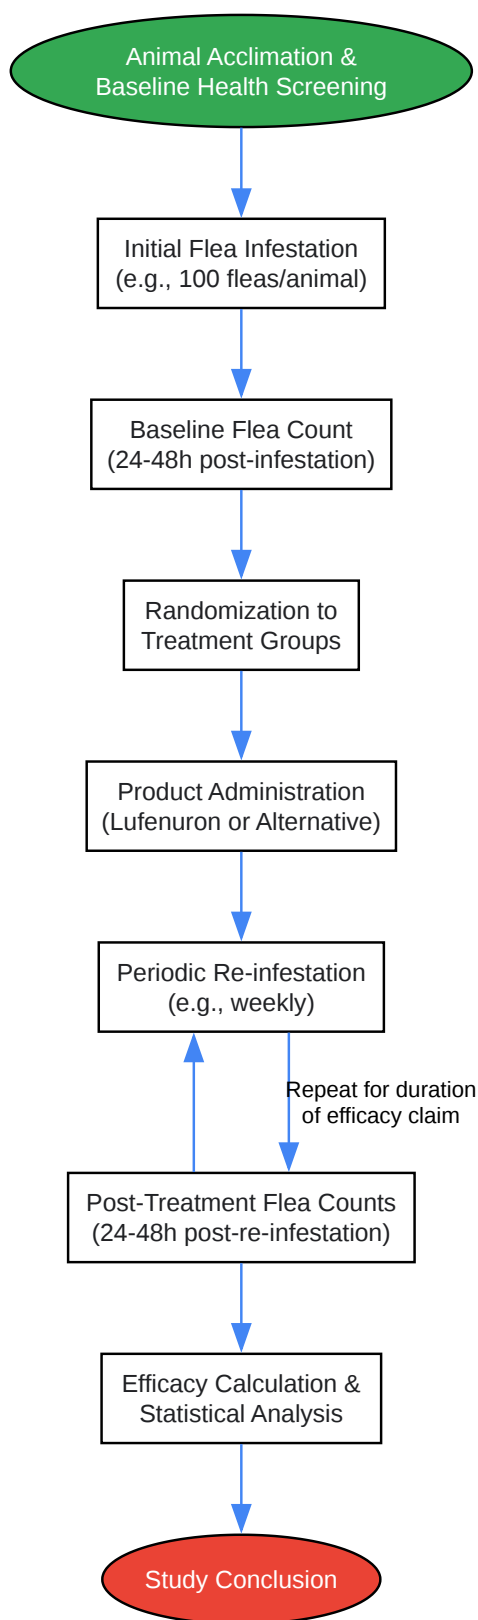 Animal Acclimation &
Baseline Health Screening
Initial Flea Infestation
(e.g., 100 fleas/animal)
Baseline Flea Count
(24-48h post-infestation)
Randomization to
Treatment Groups
Product Administration
(Lufenuron or Alternative)
Periodic Re-infestation
(e.g., weekly)
Repeat for duration
of efficacy claim
Post-Treatment Flea Counts
(24-48h post-re-infestation)
Efficacy Calculation &
Statistical Analysis
Study Conclusion